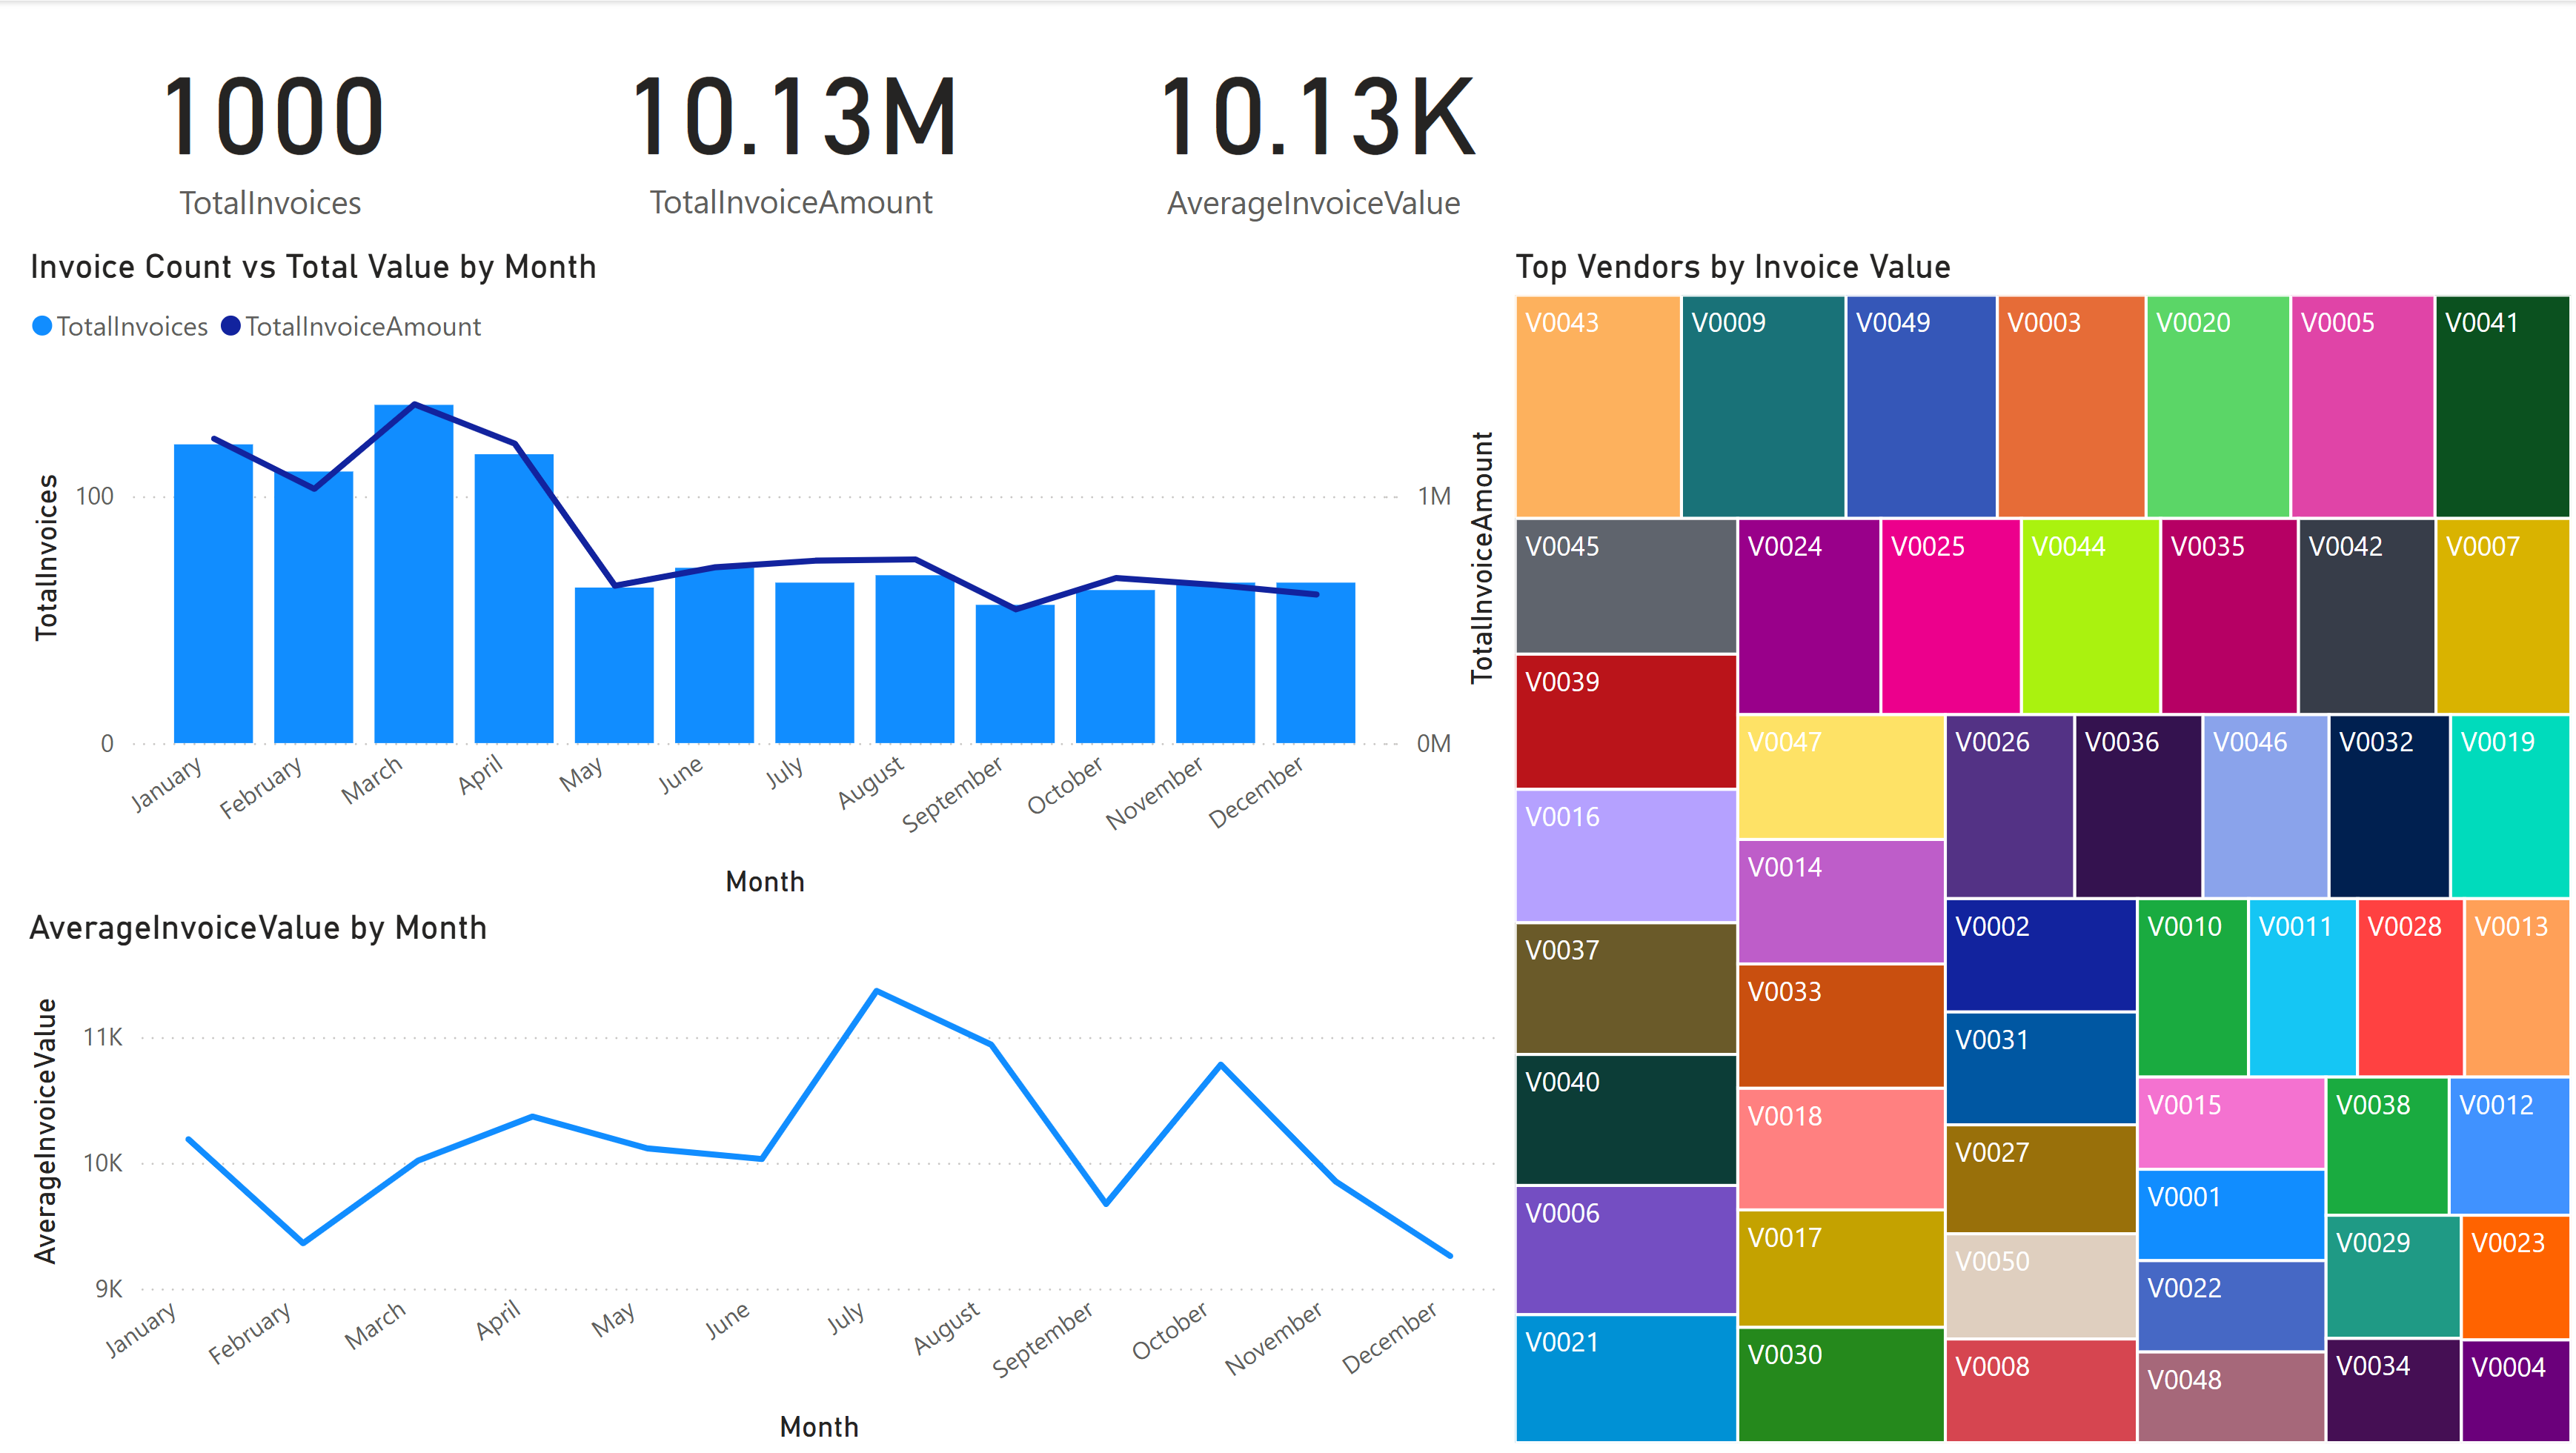 1000
TotalInvoices
10.13M
TotalInvoiceAmount
10.13K
AverageInvoiceValue
Invoice Count vs Total Value by Month
TotalInvoices TotalInvoiceAmount
TotalInvoices
100
0
1M
0M
TotalInvoiceAmount
January
February
March
April
May
June
July
August
September
October
November
December
Month
AverageInvoiceValue by Month
AverageInvoiceValue
11K
10K
9K
January
February
March
April
May
June
July
August
September
October
November
December
Month
Top Vendors by Invoice Value
V0043
V0009
V0049
V0003
V0020
V0005
V0041
V0045
V0024
V0025
V0044
V0035
V0042
V0007
V0039
V0047
V0026
V0036
V0046
V0032
V0019
V0016
V0014
V0002
V0010
V0011
V0028
V0013
V0037
V0033
V0031
V0040
V0018
V0027
V0015
V0038
V0012
V0006
V0017
V0050
V0001
V0029
V0023
V0022
V0021
V0030
V0008
V0048
V0034
V0004